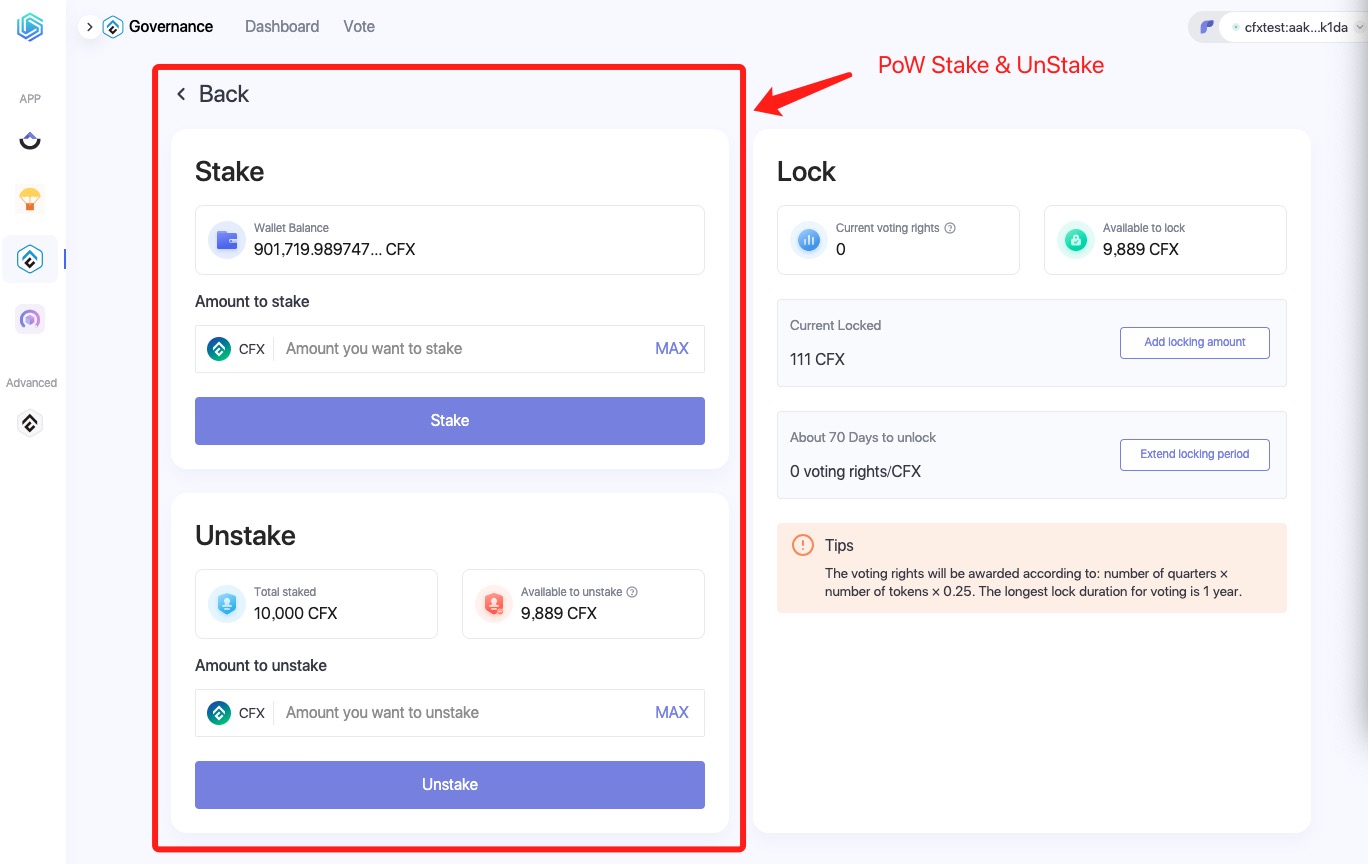 Governance
Dashboard
Vote
cfxtest:aak...k1da
PoW Stake & UnStake
APP
Advanced
Back
Stake
Wallet Balance
901,719.989747... CFX
Amount to stake
CFX
Amount you want to stake
MAX
Stake
Unstake
Total staked
10,000 CFX
Available to unstake
9,889 CFX
Amount to unstake
CFX
Amount you want to unstake
MAX
Unstake
Lock
Current voting rights
0
Available to lock
9,889 CFX
Current Locked
111 CFX
Add locking amount
About 70 Days to unlock
0 voting rights/CFX
Extend locking period
Tips
The voting rights will be awarded according to: number of quarters ×
number of tokens × 0.25. The longest lock duration for voting is 1 year.